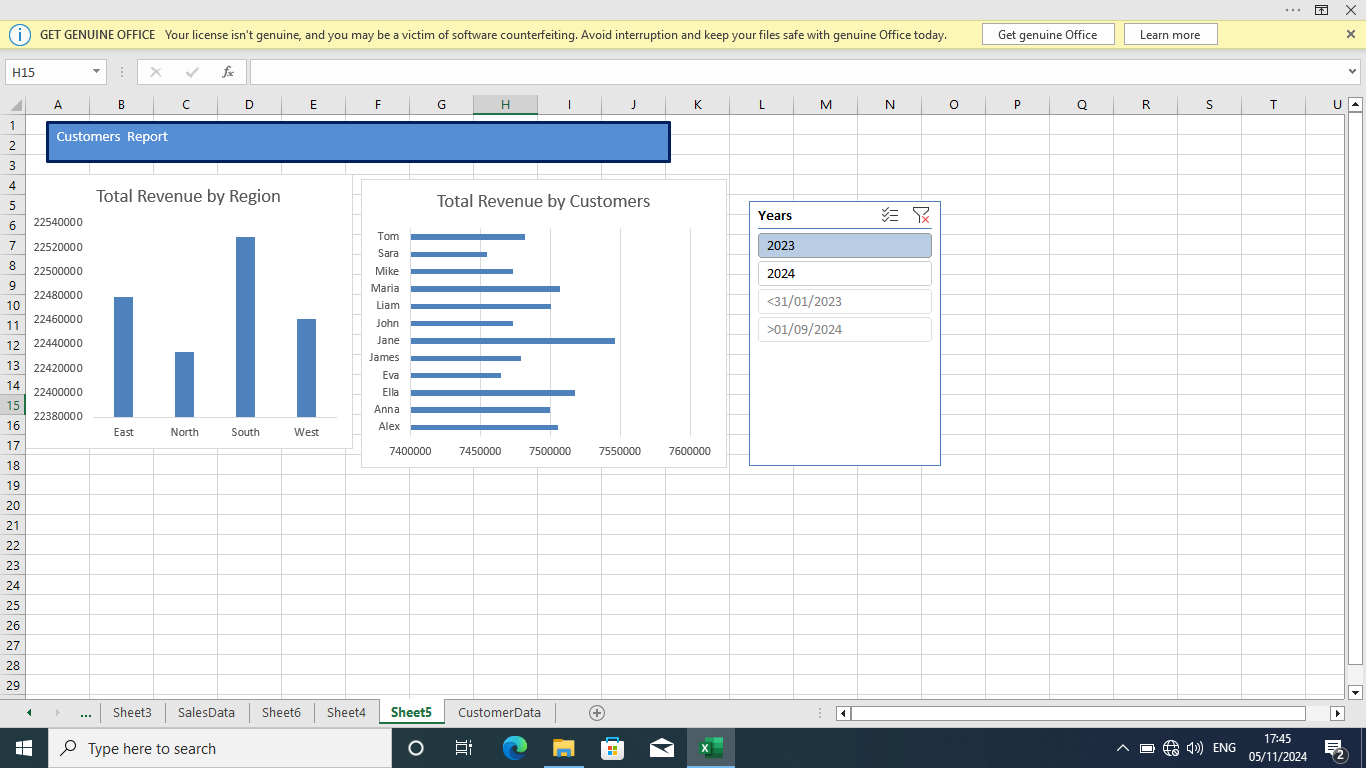 GET GENUINE OFFICE Your license isn't genuine, and you may be a victim of software counterfeiting. Avoid interruption and keep your files safe with genuine Office today. Get genuine Office Learn more
H15 fx
A B C D E F G H I J K L M N O P Q R S T U
1
2
3
4
5
6
7
8
9
10
11
12
13
14
15
16
17
18
19
20
21
22
23
24
25
26
27
28
29
Customers Report
Total Revenue by Region
22540000
22520000
22500000
22480000
22460000
22440000
22420000
22400000
22380000
East North South West
Total Revenue by Customers
Tom
Sara
Mike
Maria
Liam
John
Jane
James
Eva
Ella
Anna
Alex
7400000 7450000 7500000 7550000 7600000
Years
2023
2024
<31/01/2023
>01/09/2024
... Sheet3 SalesData Sheet6 Sheet4 Sheet5 CustomerData
Type here to search
ENG
17:45
05/11/2024
2